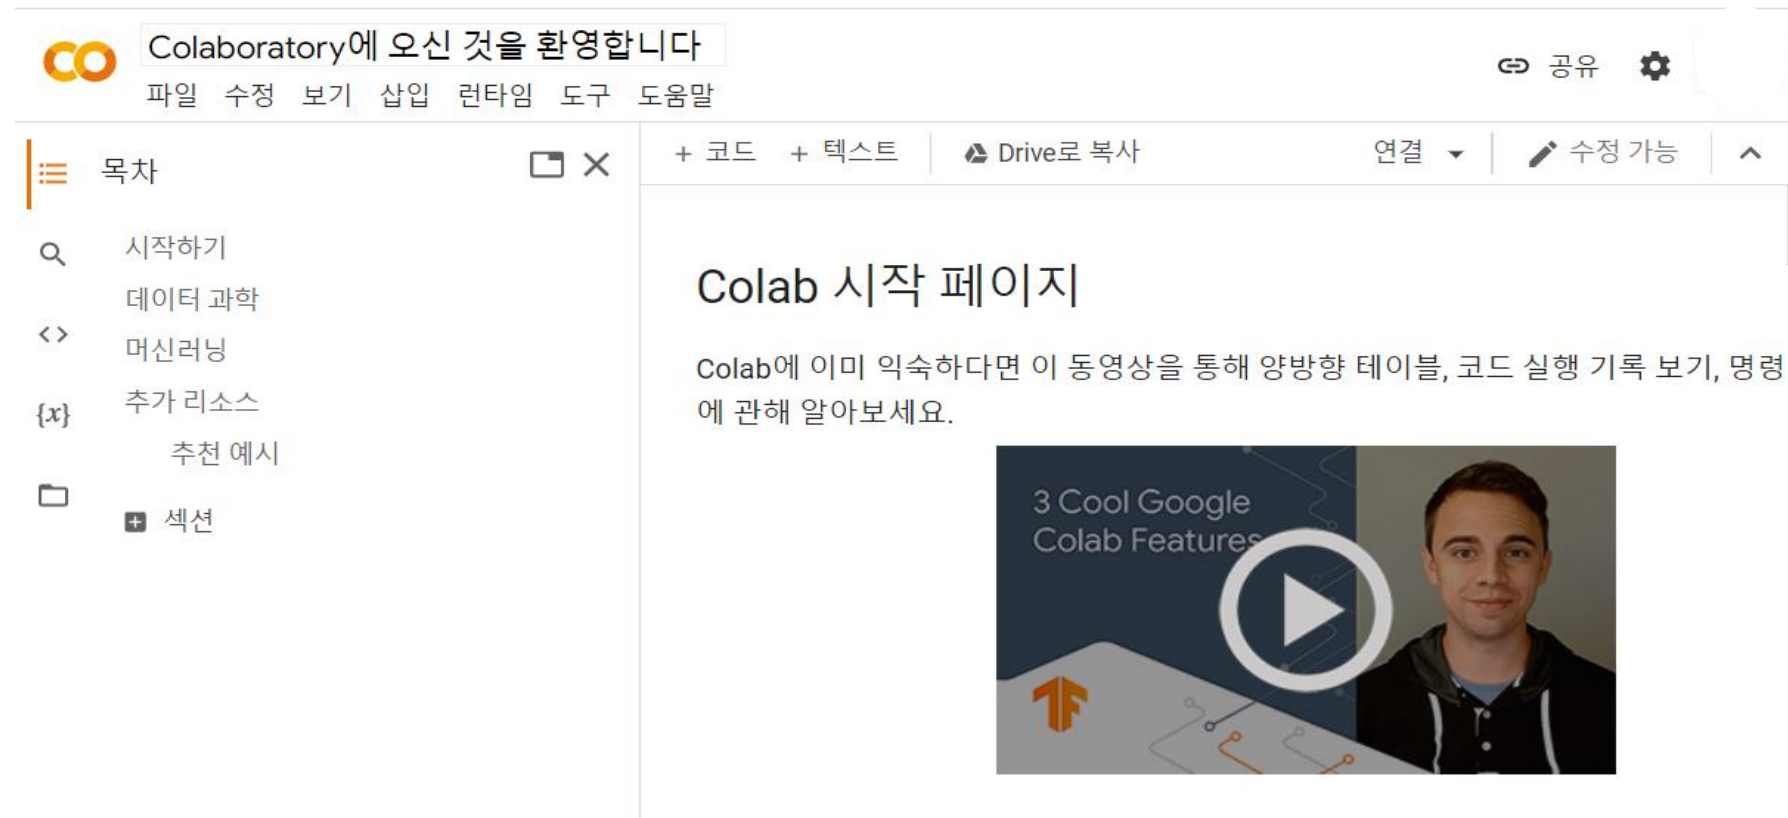 Colaboratory에 오신 것을 환영합니다
파일 수정 보기 삽입 런타임 도구 도움말
공유
목차
시작하기
데이터 과학
머신러닝
추가 리소스
추천 예시
섹션
{x}
+ 코드 + 텍스트 Drive로 복사 연결 수정 가능
Colab 시작 페이지
Colab에 이미 익숙하다면 이 동영상을 통해 양방향 테이블, 코드 실행 기록 보기, 명령
에 관해 알아보세요.
3 Cool Google
Colab Features